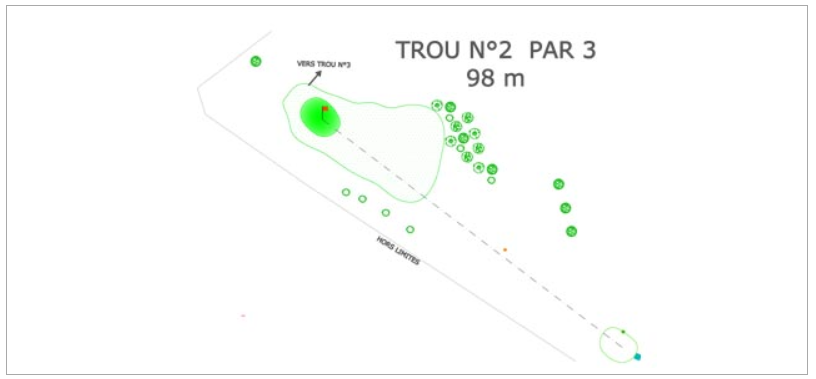 TROU N°2 PAR 3
98 m
VERS TROU N°3
HORS LIMITES